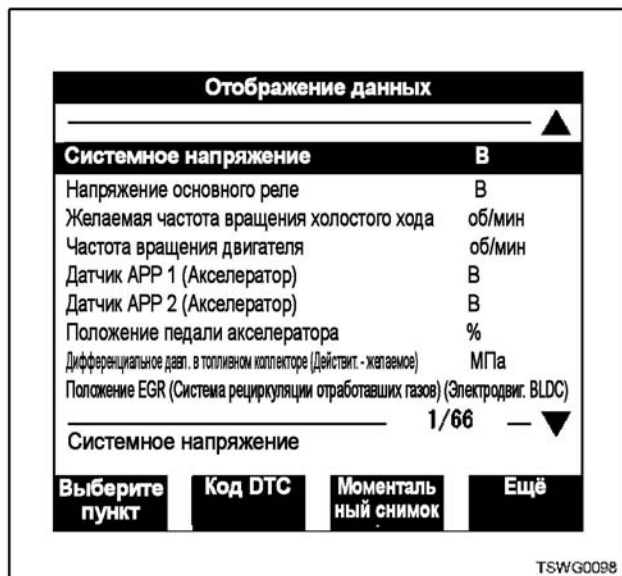 Отображение данных
Системное напряжение В
Напряжение основного реле В
Желаемая частота вращения холостого хода об/мин
Частота вращения двигателя об/мин
Датчик APP 1 (Акселератор) В
Датчик APP 2 (Акселератор) В
Положение педали акселератора %
Дифференциальное давл. в топливном коллекторе (Действит. - желаемое) МПа
Положение EGR (Система рециркуляции отработавших газов) (Электродвиг. BLDC)
1/66
Системное напряжение
Выберите пункт
Код DTC
Моменталь
ный снимок
Ещё
TSWG0098